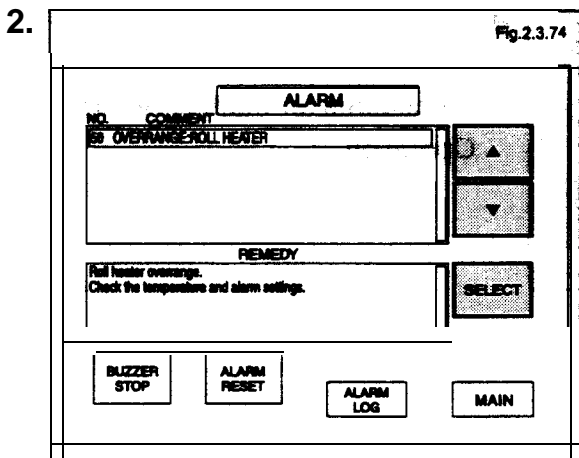 2.
Fig.2.3.74
ALARM
NO. COMMENT
58 OVERRANGE:ROLL HEATER
REMEDY
Roll heater overrange.
Check the temperature and alarm settings.
SELECT
BUZZER
STOP
ALARM
RESET
ALARM
LOG
MAIN